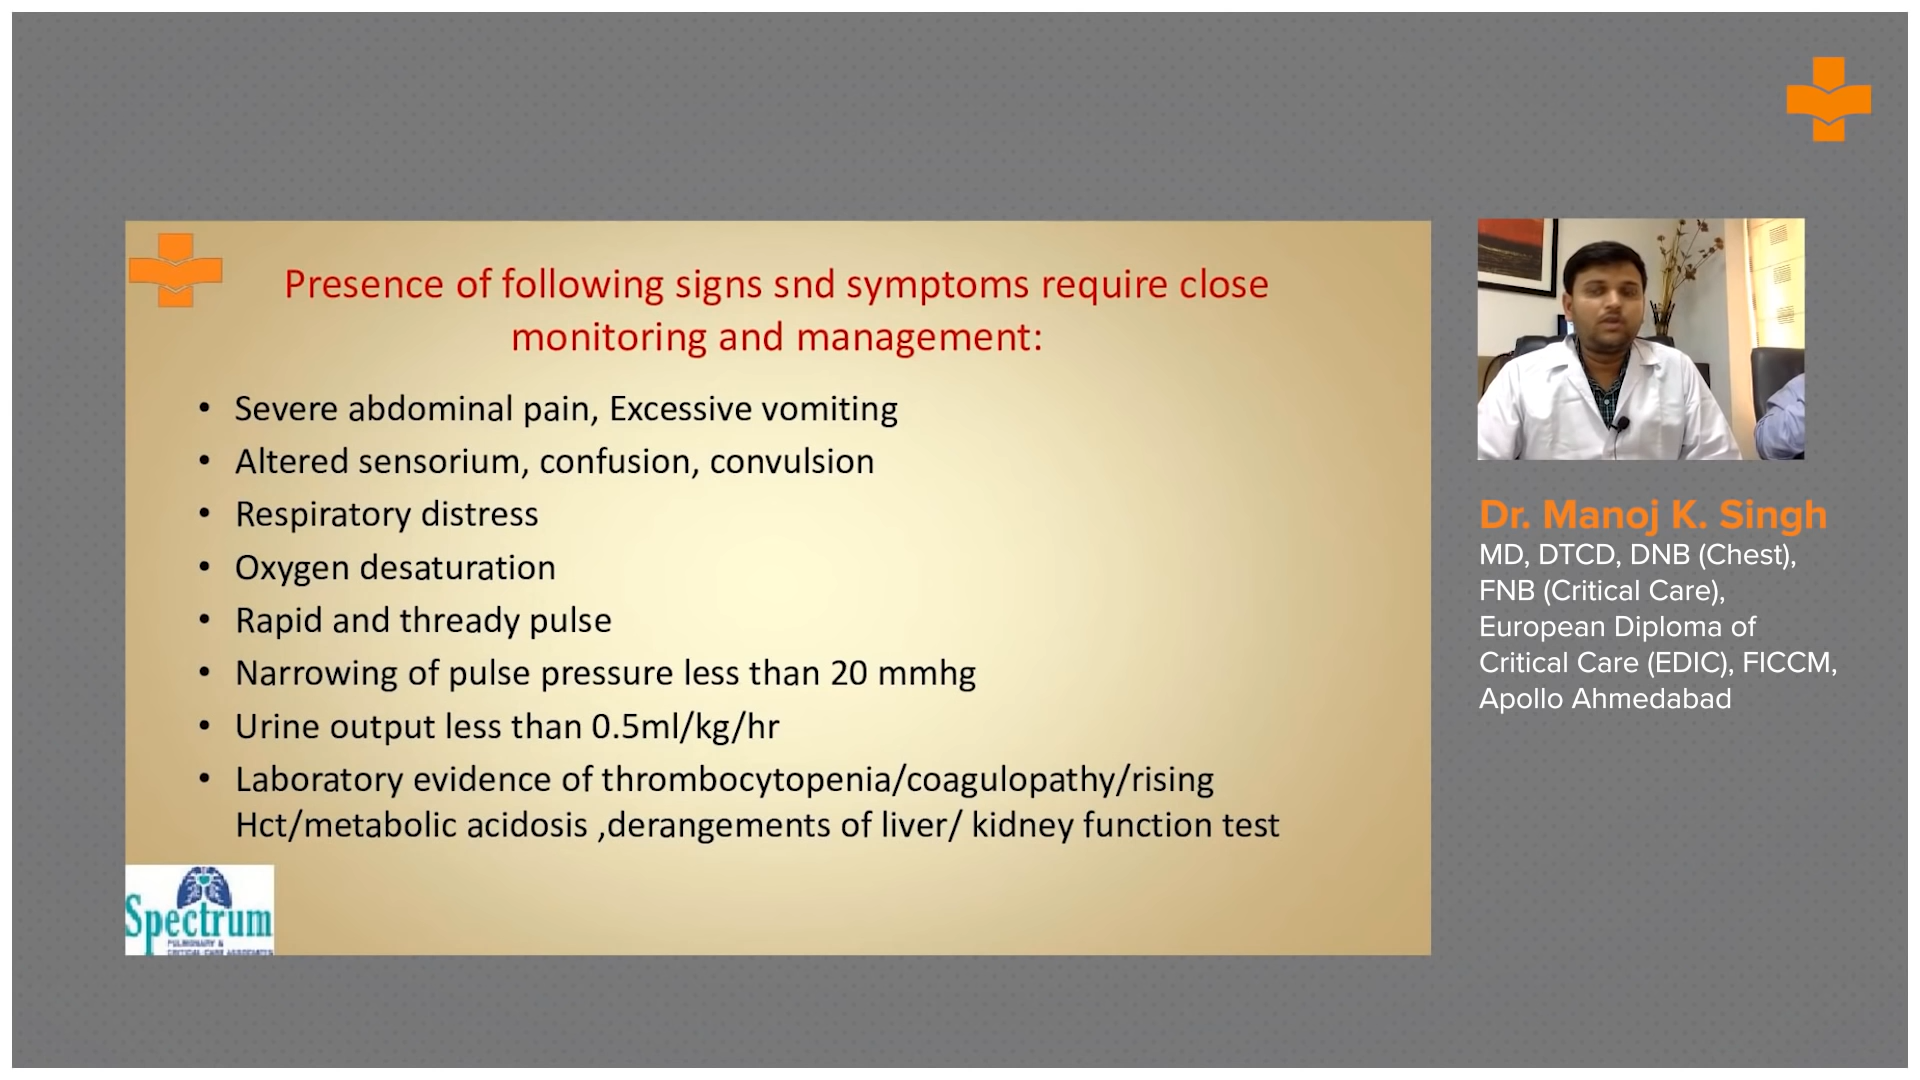 Presence of following signs snd symptoms require close
monitoring and management:
• Severe abdominal pain, Excessive vomiting
• Altered sensorium, confusion, convulsion
• Respiratory distress
• Oxygen desaturation
• Rapid and thready pulse
• Narrowing of pulse pressure less than 20 mmhg
• Urine output less than 0.5ml/kg/hr
• Laboratory evidence of thrombocytopenia/coagulopathy/rising
Hct/metabolic acidosis ,derangements of liver/ kidney function test
Spectrum
PULMONARY &
CRITICAL CARE ASSOCIATES
Dr. Manoj K. Singh
MD, DTCD, DNB (Chest),
FNB (Critical Care),
European Diploma of
Critical Care (EDIC), FICCM,
Apollo Ahmedabad